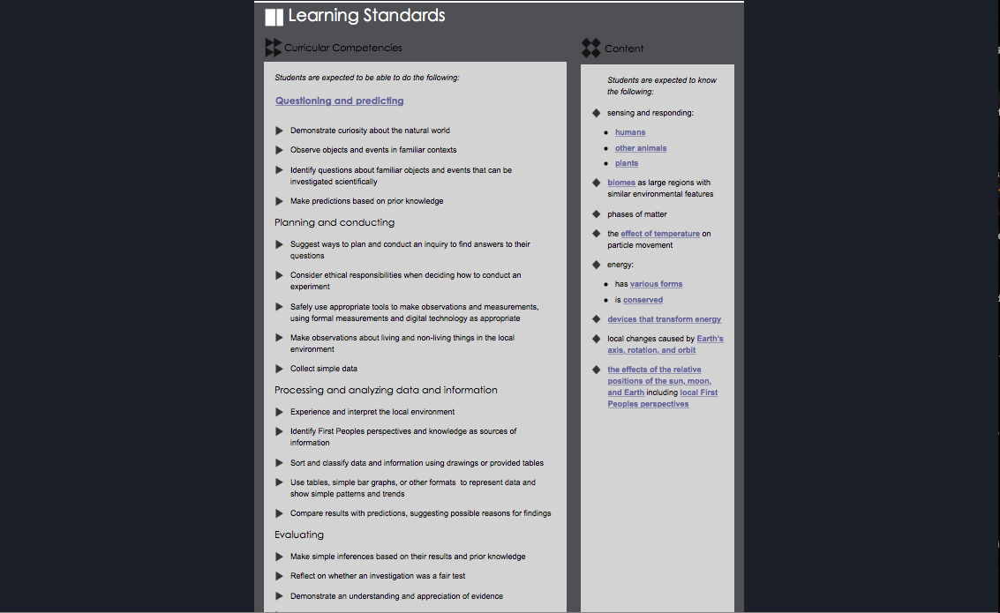 Learning Standards
Curricular Competencies
Students are expected to be able to do the following:
Questioning and predicting
Demonstrate curiosity about the natural world
Observe objects and events in familiar contexts
Identify questions about familiar objects and events that can be
investigated scientifically
Make predictions based on prior knowledge
Planning and conducting
Suggest ways to plan and conduct an inquiry to find answers to their
questions
Consider ethical responsibilities when deciding how to conduct an
experiment
Safely use appropriate tools to make observations and measurements,
using formal measurements and digital technology as appropriate
Make observations about living and non-living things in the local
environment
Collect simple data
Processing and analyzing data and information
Experience and interpret the local environment
Identify First Peoples perspectives and knowledge as sources of
information
Sort and classify data and information using drawings or provided tables
Use tables, simple bar graphs, or other formats to represent data and
show simple patterns and trends
Compare results with predictions, suggesting possible reasons for findings
Evaluating
Make simple inferences based on their results and prior knowledge
Reflect on whether an investigation was a fair test
Demonstrate an understanding and appreciation of evidence
Content
Students are expected to know
the following:
sensing and responding:
humans
other animals
plants
biomes as large regions with
similar environmental features
phases of matter
the effect of temperature on
particle movement
energy:
has various forms
is conserved
devices that transform energy
local changes caused by Earth's
axis, rotation, and orbit
the effects of the relative
positions of the sun, moon,
and Earth including local First
Peoples perspectives